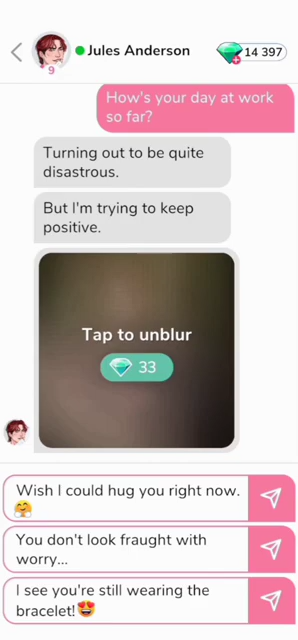 Jules Anderson
14 397
9
How's your day at work
so far?
Turning out to be quite
disastrous.
But I'm trying to keep
positive.
Tap to unblur
33
Wish I could hug you right now.
🤗
You don't look fraught with
worry...
I see you're still wearing the
bracelet!😍